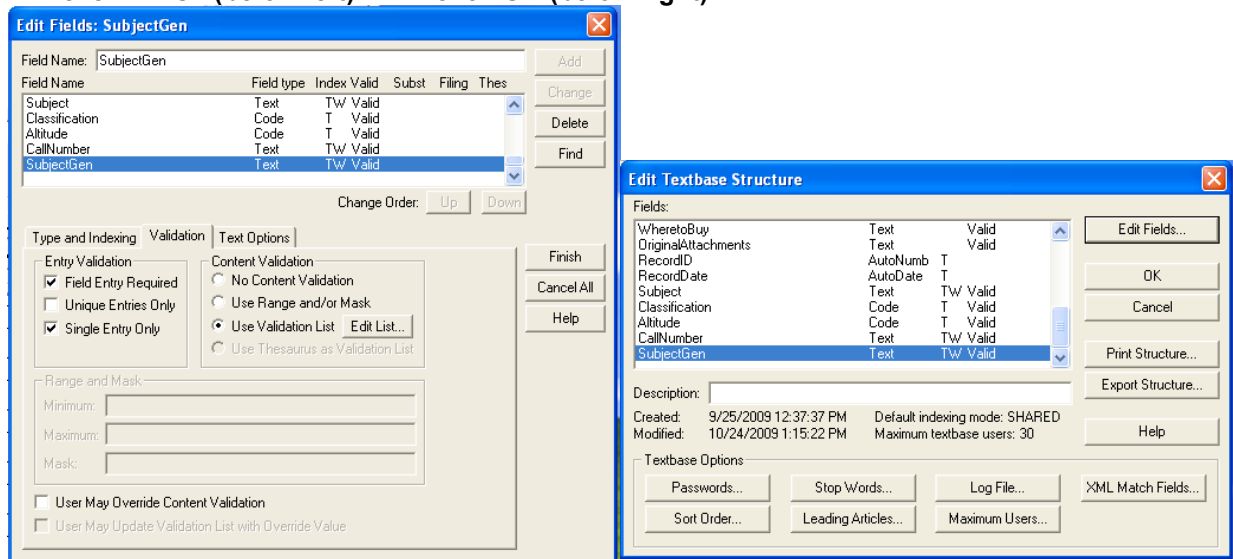 Edit Fields: SubjectGen
Field Name: SubjectGen
Add
Field Name Field type Index Valid Subst Filing Thes
Change
Subject Text TW Valid
Classification Code T Valid
Altitude Code T Valid
CallNumber Text TW Valid
SubjectGen Text TW Valid
Delete
Find
Change Order: Up Down
Type and Indexing Validation Text Options
Entry Validation
Field Entry Required
Unique Entries Only
Single Entry Only
Content Validation
No Content Validation
Use Range and/or Mask
Use Validation List Edit List...
Use Thesaurus as Validation List
Finish
Cancel All
Help
Range and Mask
Minimum:
Maximum:
Mask:
User May Override Content Validation
User May Update Validation List with Override Value
Edit Textbase Structure
Fields:
WheretoBuy Text Valid
OriginalAttachments Text Valid
RecordID AutoNumb T
RecordDate AutoDate T
Subject Text TW Valid
Classification Code T Valid
Altitude Code T Valid
CallNumber Text TW Valid
SubjectGen Text TW Valid
Edit Fields...
OK
Cancel
Print Structure...
Export Structure...
Help
Description:
Created: 9/25/2009 12:37:37 PM Default indexing mode: SHARED
Modified: 10/24/2009 1:15:22 PM Maximum textbase users: 30
Textbase Options
Passwords... Stop Words... Log File... XML Match Fields...
Sort Order... Leading Articles... Maximum Users...